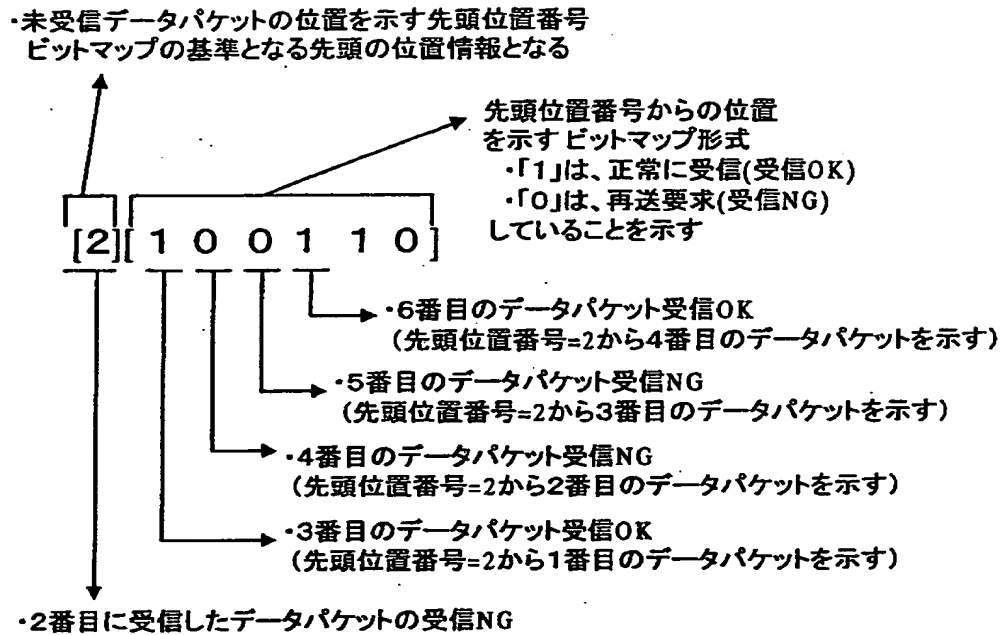 ・未受信データパケットの位置を示す先頭位置番号
ビットマップの基準となる先頭の位置情報となる
先頭位置番号からの位置
を示す ビットマップ形式
・「1」は、正常に受信(受信OK)
・「0」は、再送要求(受信NG)
していることを示す
[2][1 0 0 1 1 0]
・6番目のデータパケット受信OK
(先頭位置番号=2から4番目のデータパケットを示す)
・5番目のデータパケット受信NG
(先頭位置番号=2から3番目のデータパケットを示す)
・4番目のデータパケット受信NG
(先頭位置番号=2から2番目のデータパケットを示す)
・3番目のデータパケット受信OK
(先頭位置番号=2から1番目のデータパケットを示す)
・2番目に受信したデータパケットの受信NG